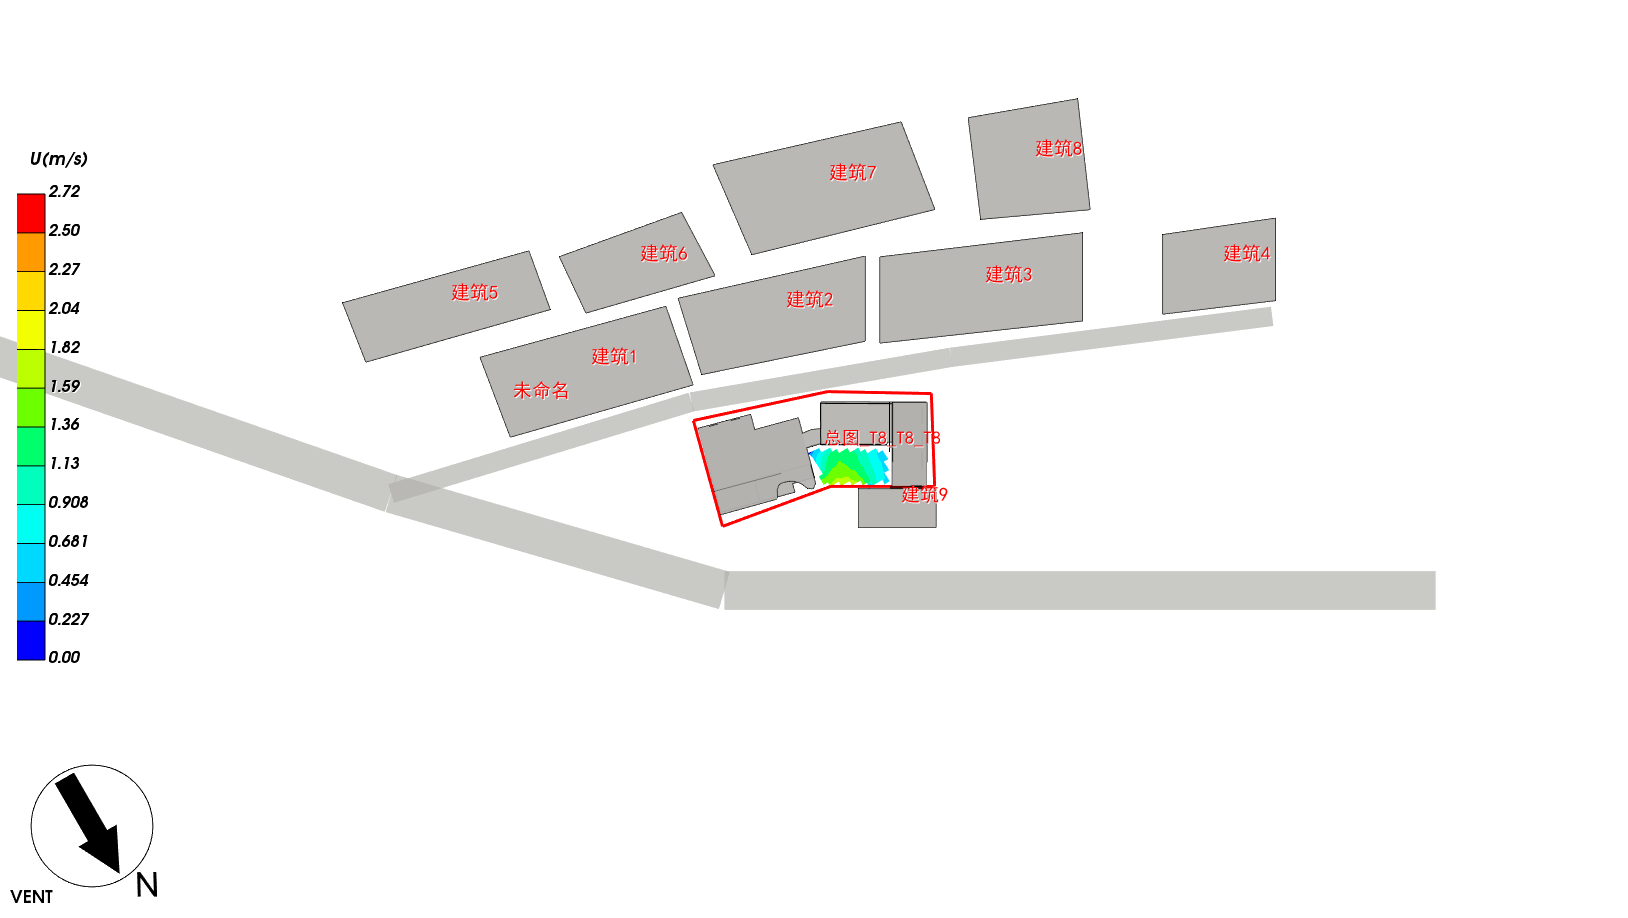 U(m/s)
2.72
2.50
2.27
2.04
1.82
1.59
1.36
1.13
0.908
0.681
0.454
0.227
0.00
建筑8
建筑7
建筑6
建筑4
建筑3
建筑5
建筑2
建筑1
未命名
总图_T8_T8_T8
建筑9
N
VENT